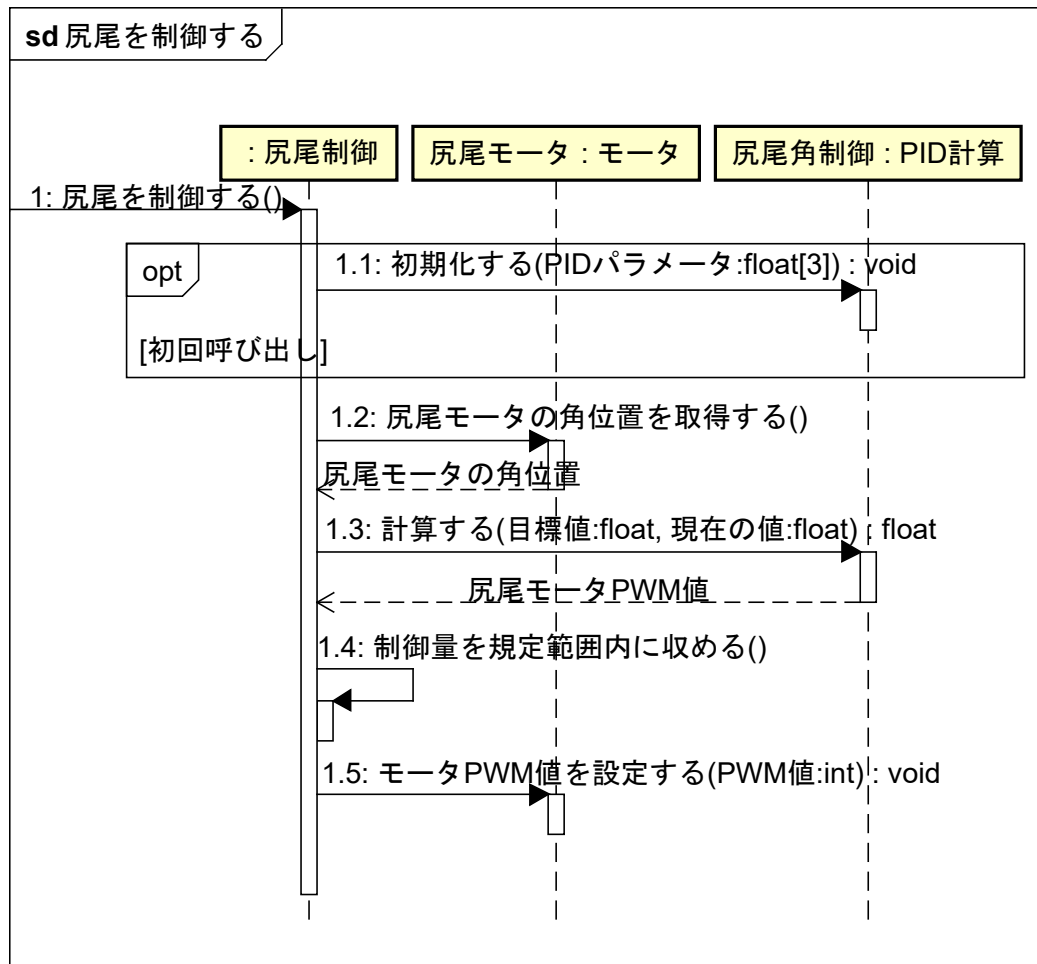 sd 尻尾を制御する
: 尻尾制御
尻尾モータ : モータ
尻尾角制御 : PID計算
1: 尻尾を制御する()
opt
1.1: 初期化する(PIDパラメータ:float[3]) : void
[初回呼び出し]
1.2: 尻尾モータの角位置を取得する()
尻尾モータの角位置
1.3: 計算する(目標値:float, 現在の値:float) : float
尻尾モータPWM値
1.4: 制御量を規定範囲内に収める()
1.5: モータPWM値を設定する(PWM値:int) : void